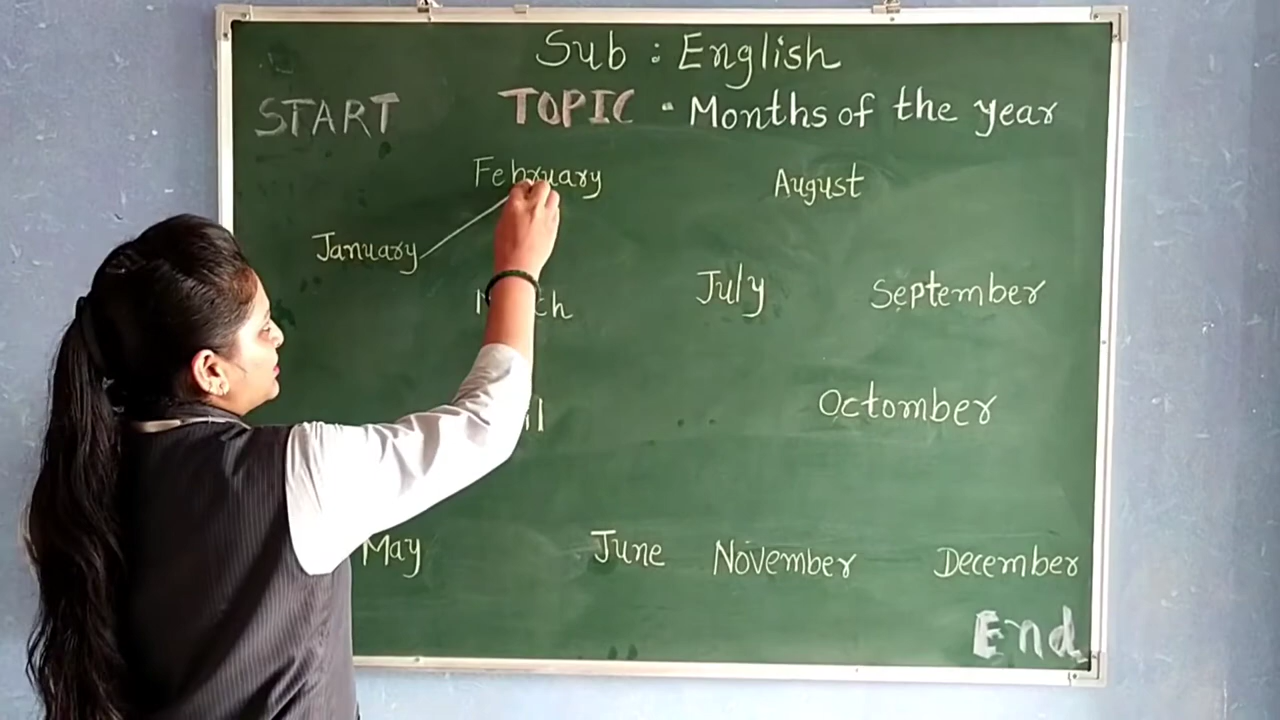 Sub : English
START TOPIC - Months of the year
February August
January
July September
Octomber
May June November December
End